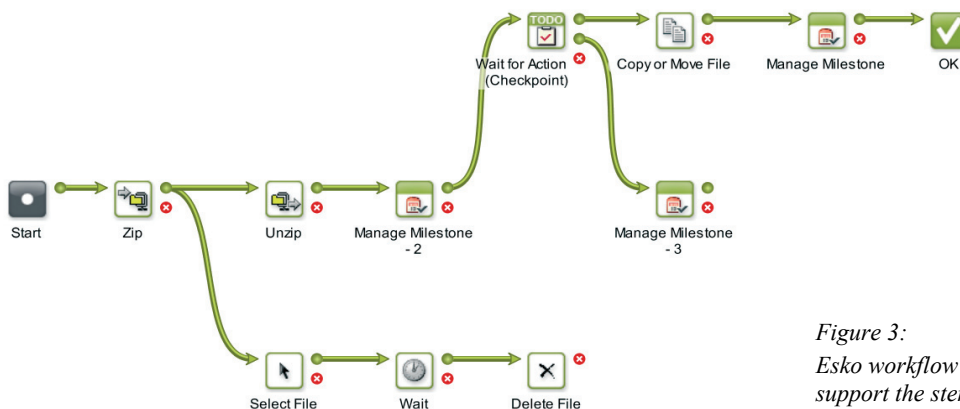 TODO
Wait for Action
(Checkpoint)
Copy or Move File
Manage Milestone
OK
Start
Zip
Unzip
Manage Milestone
- 2
Manage Milestone
- 3
Select File
Wait
Delete File
Figure 3:
Esko workflow
support the